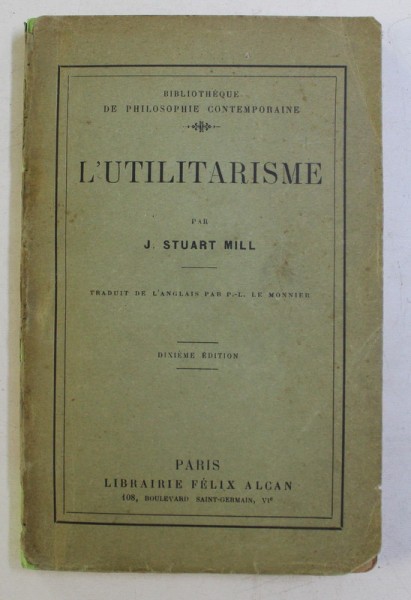 BIBLIOTHÈQUE
DE PHILOSOPHIE CONTEMPORAINE
L'UTILITARISME
PAR
J. STUART MILL
TRADUIT DE L'ANGLAIS PAR P.-L. LE MONNIER
DIXIÈME ÉDITION
PARIS
LIBRAIRIE FÉLIX ALCAN
108, BOULEVARD SAINT-GERMAIN, VIe